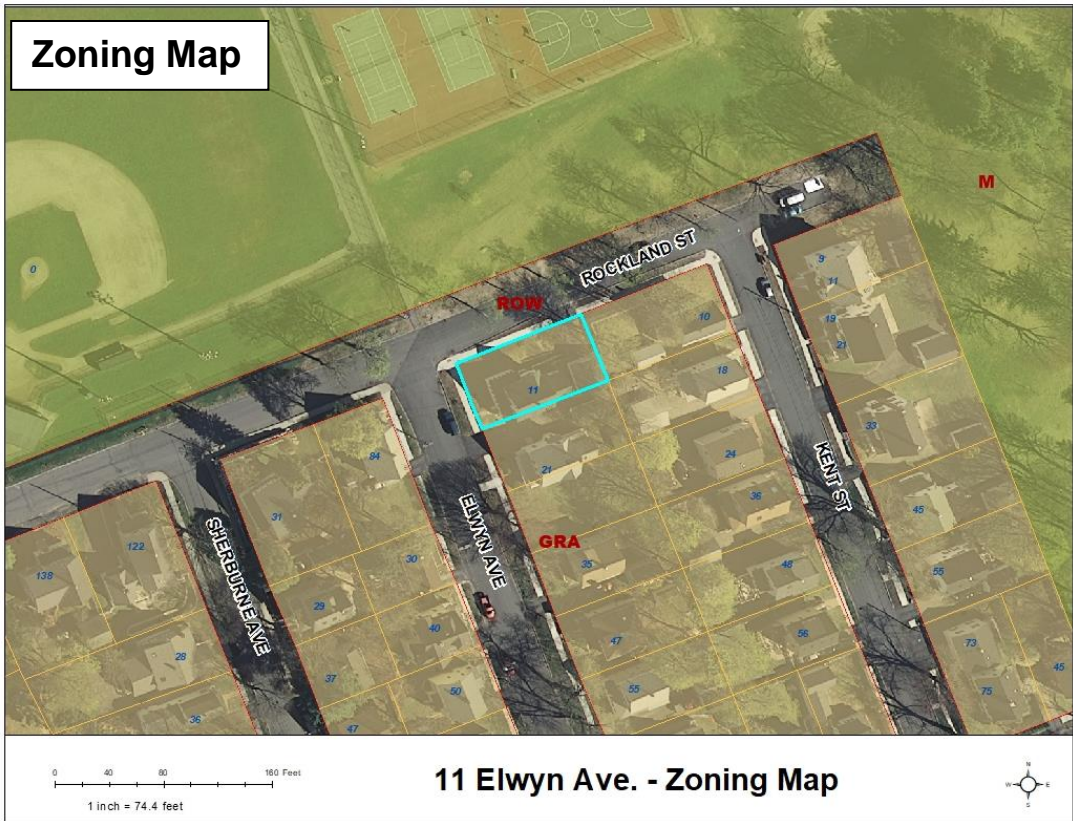 Zoning Map
M
0
ROCKLAND ST
9
11
ROW
10
19
21
11
18
33
84
21
24
KENT ST
31
36
ELWYN AVE
45
SHERBURNE AVE
122
GRA
138
30
35
48
55
29
40
47
56
73
28
37
50
55
45
36
47
75
0 40 80 160 Feet
1 inch = 74.4 feet
11 Elwyn Ave. - Zoning Map
N
W E
S